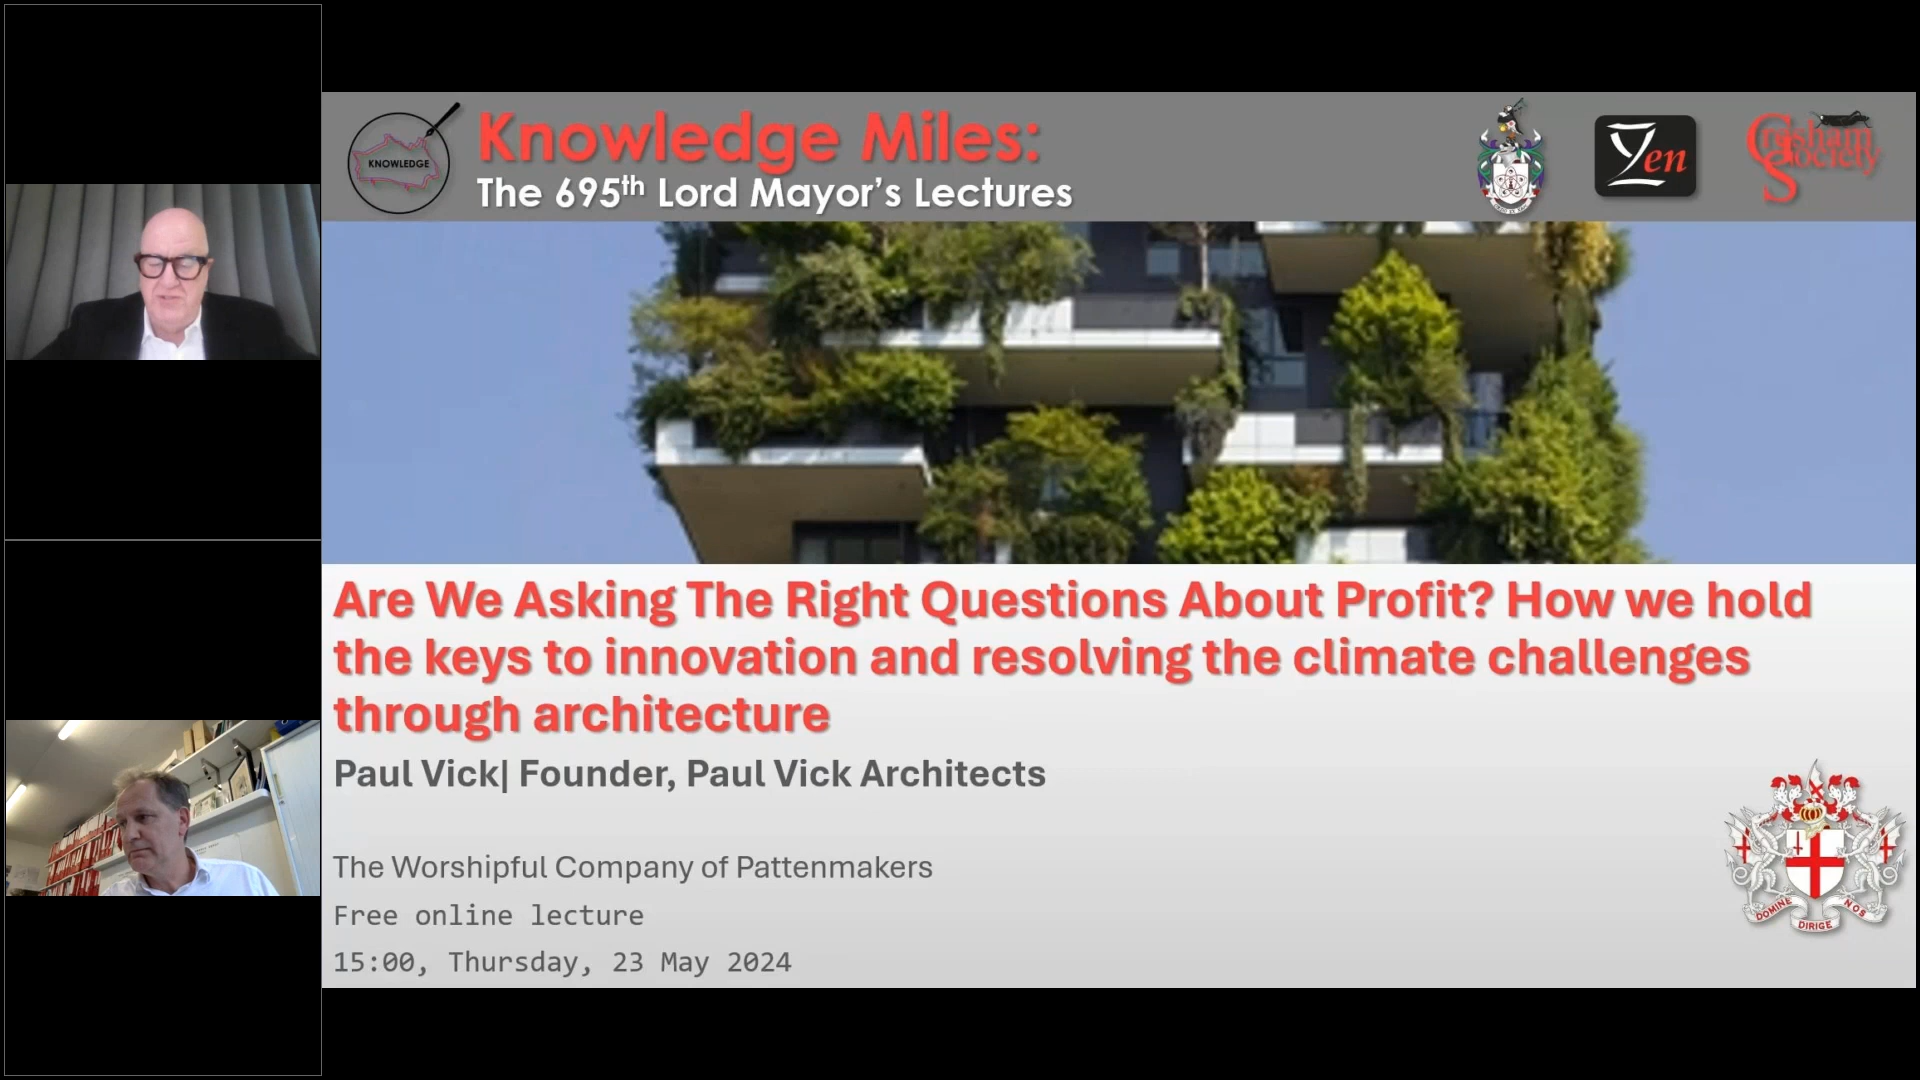 KNOWLEDGE
Knowledge Miles:
The 695th Lord Mayor's Lectures
Yen
Gresham
Society
Are We Asking The Right Questions About Profit? How we hold
the keys to innovation and resolving the climate challenges
through architecture
Paul Vick| Founder, Paul Vick Architects
The Worshipful Company of Pattenmakers
Free online lecture
15:00, Thursday, 23 May 2024
DOMINE DIRIGE NOS